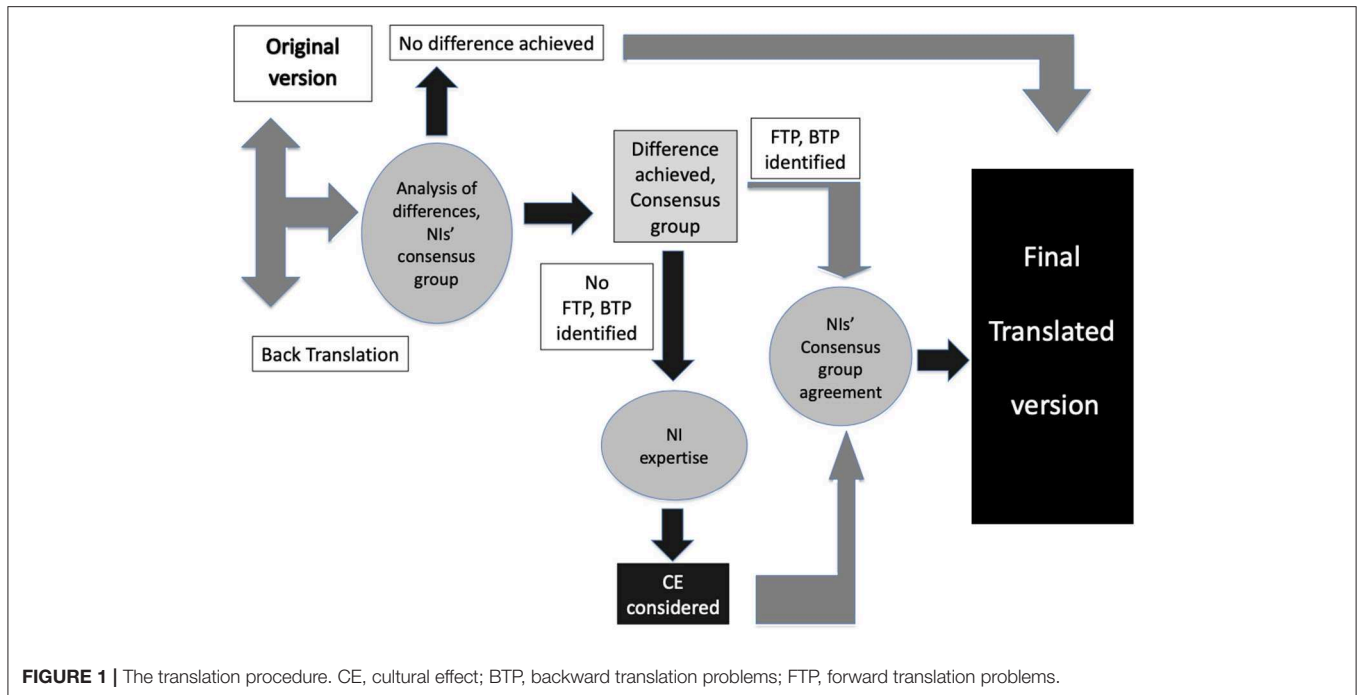 Original
version
No difference achieved
Analysis of
differences,
NIs'
consensus
group
Back Translation
Difference
achieved,
Consensus
group
FTP, BTP
identified
No
FTP, BTP
identified
NI
expertise
CE
considered
NIs'
Consensus
group
agreement
Final
Translated
version
FIGURE 1 | The translation procedure. CE, cultural effect; BTP, backward translation problems; FTP, forward translation problems.